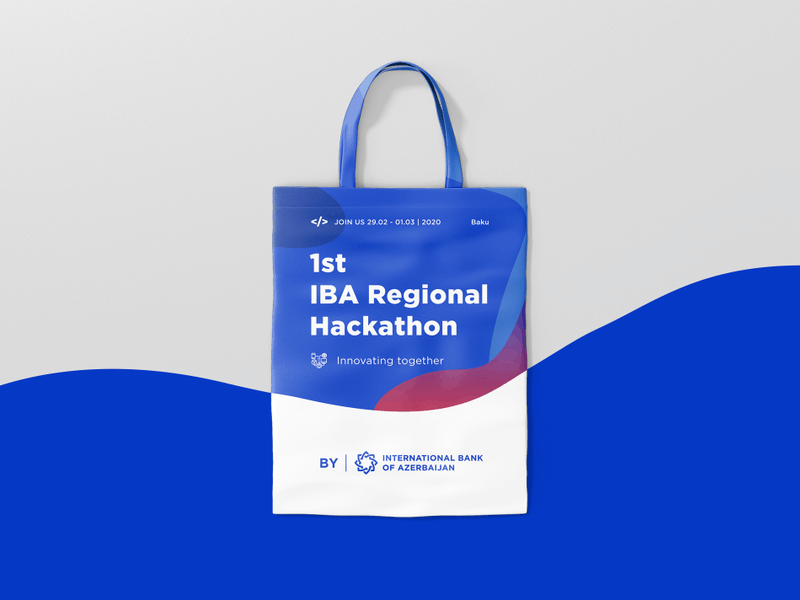 </> JOIN US 29.02 - 01.03 | 2020 Baku
1st
IBA Regional
Hackathon
Innovating together
BY | INTERNATIONAL BANK
OF AZERBAIJAN